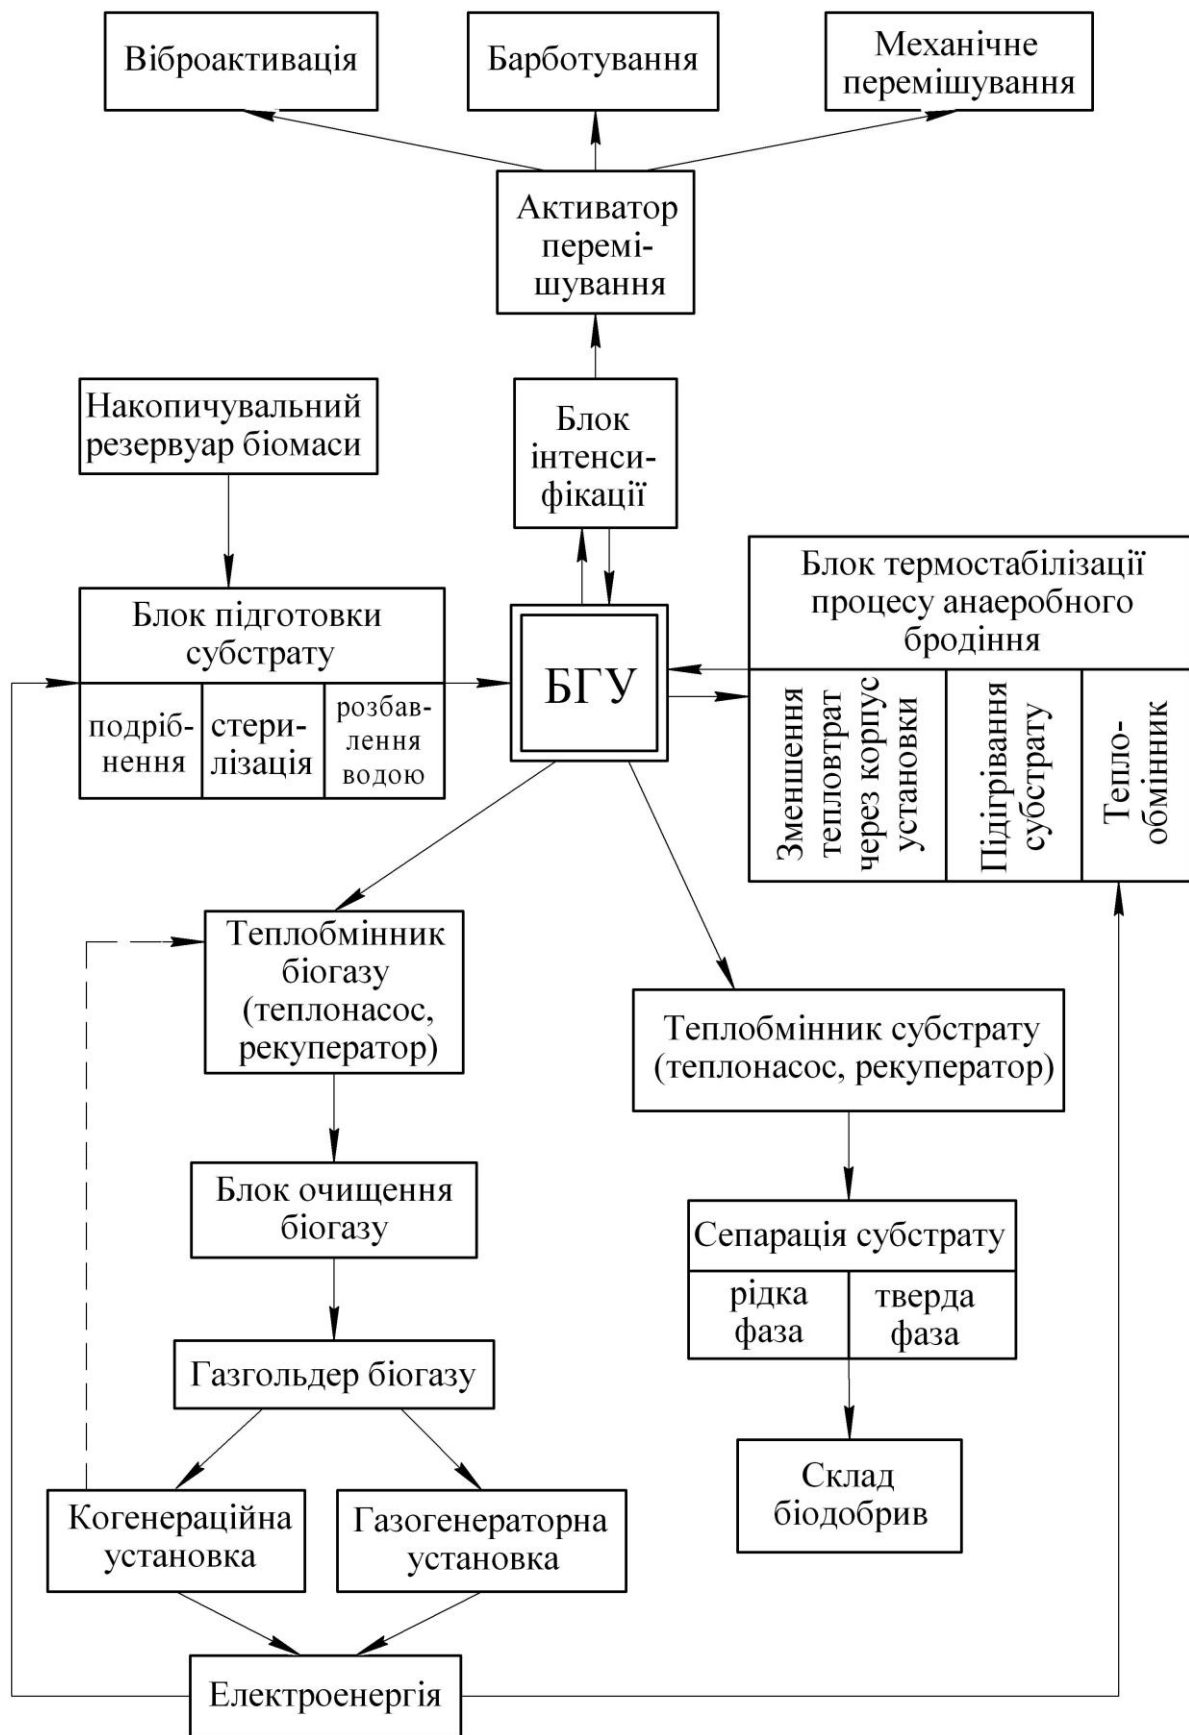 Віброактивація
Барботування
Механічне
перемішування
Активатор
перемі-
шування
Накопичувальний
резервуар біомаси
Блок
інтенси-
фікації
Блок підготовки
субстрату
подріб-
нення
стери-
лізація
розбав-
лення
водою
БГУ
Блок термостабілізації
процесу анаеробного
бродіння
Зменшення
тепловтрат
через корпус
установки
Підігрівання
субстрату
Тепло-
обмінник
Теплобмінник
біогазу
(теплонасос,
рекуператор)
Теплобмінник субстрату
(теплонасос, рекуператор)
Блок очищення
біогазу
Сепарація субстрату
рідка
фаза
тверда
фаза
Газгольдер біогазу
Склад
біодобрив
Когенераційна
установка
Газогенераторна
установка
Електроенергія